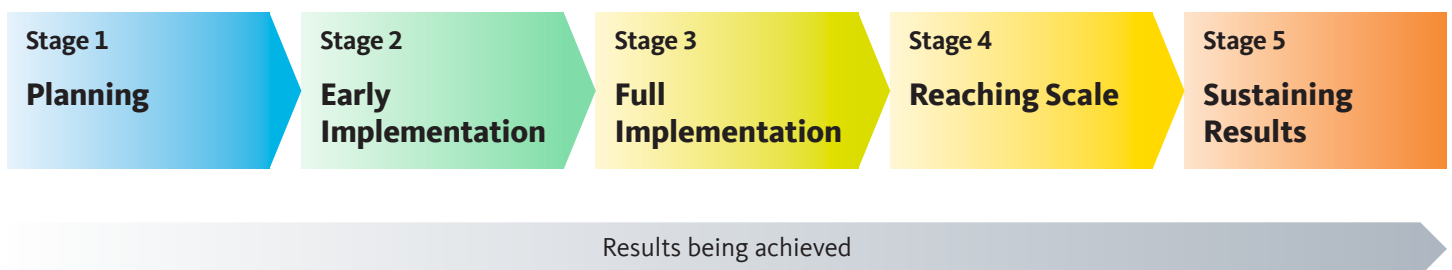 Stage 1
Planning
Stage 2
Early
Implementation
Stage 3
Full
Implementation
Stage 4
Reaching Scale
Stage 5
Sustaining
Results
Results being achieved